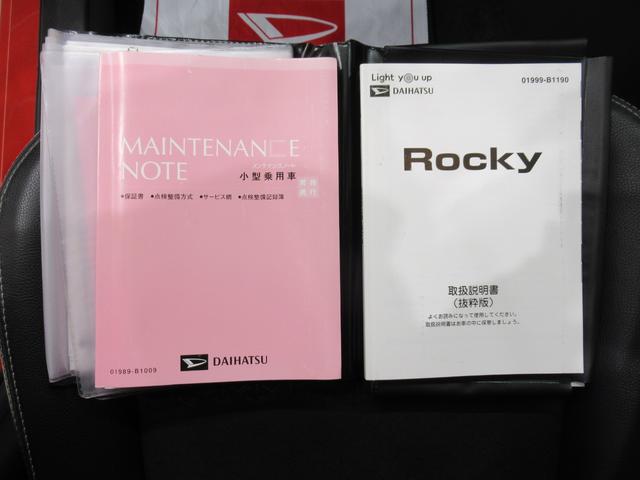 MAINTENANCE
NOTE
メンテナンスノート
小型乗用車
●保証書 ●点検整備方式 ●サービス網 ●点検整備記録簿
DAIHATSU
01989-B1009
Light you up
DAIHATSU
01999-B1190
Rocky
取扱説明書
(抜粋版)
よくお読みになって使用してください。
取扱説明書はお車の中に保管しましょう。